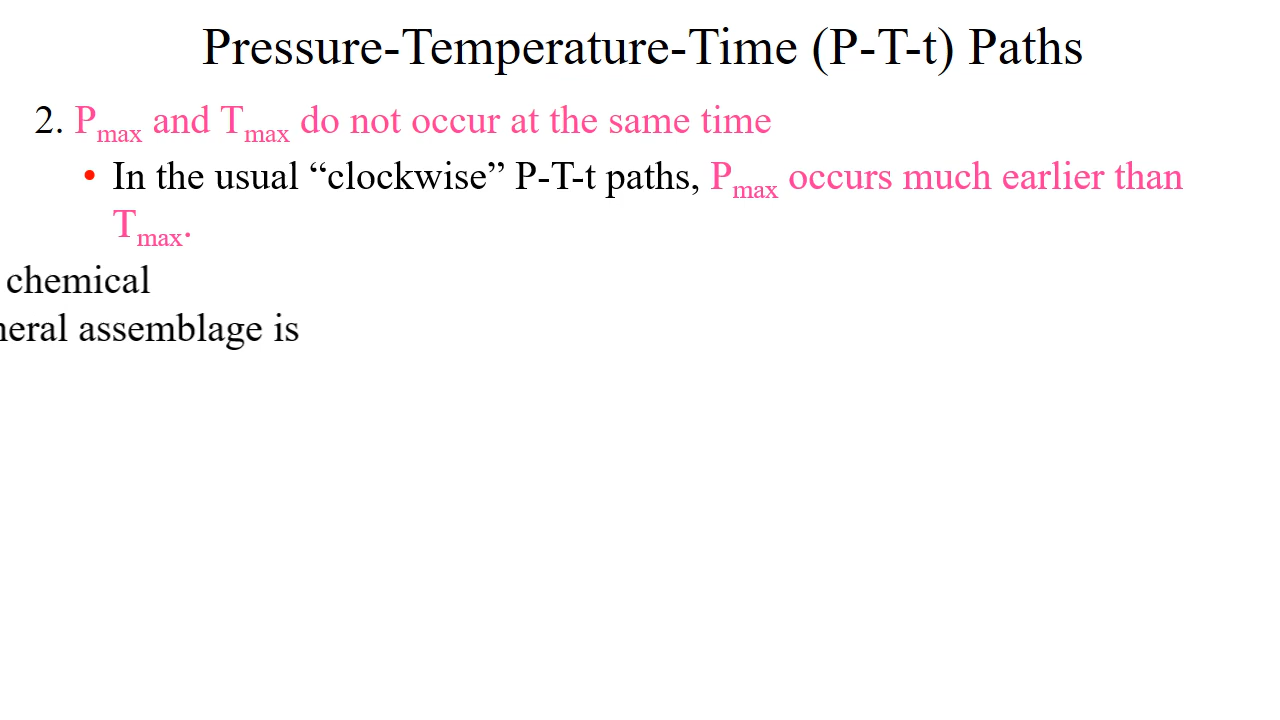 Pressure-Temperature-Time (P-T-t) Paths
2. Pmax and Tmax do not occur at the same time
• In the usual “clockwise” P-T-t paths, Pmax occurs much earlier than
Tmax.
chemical
assemblage is